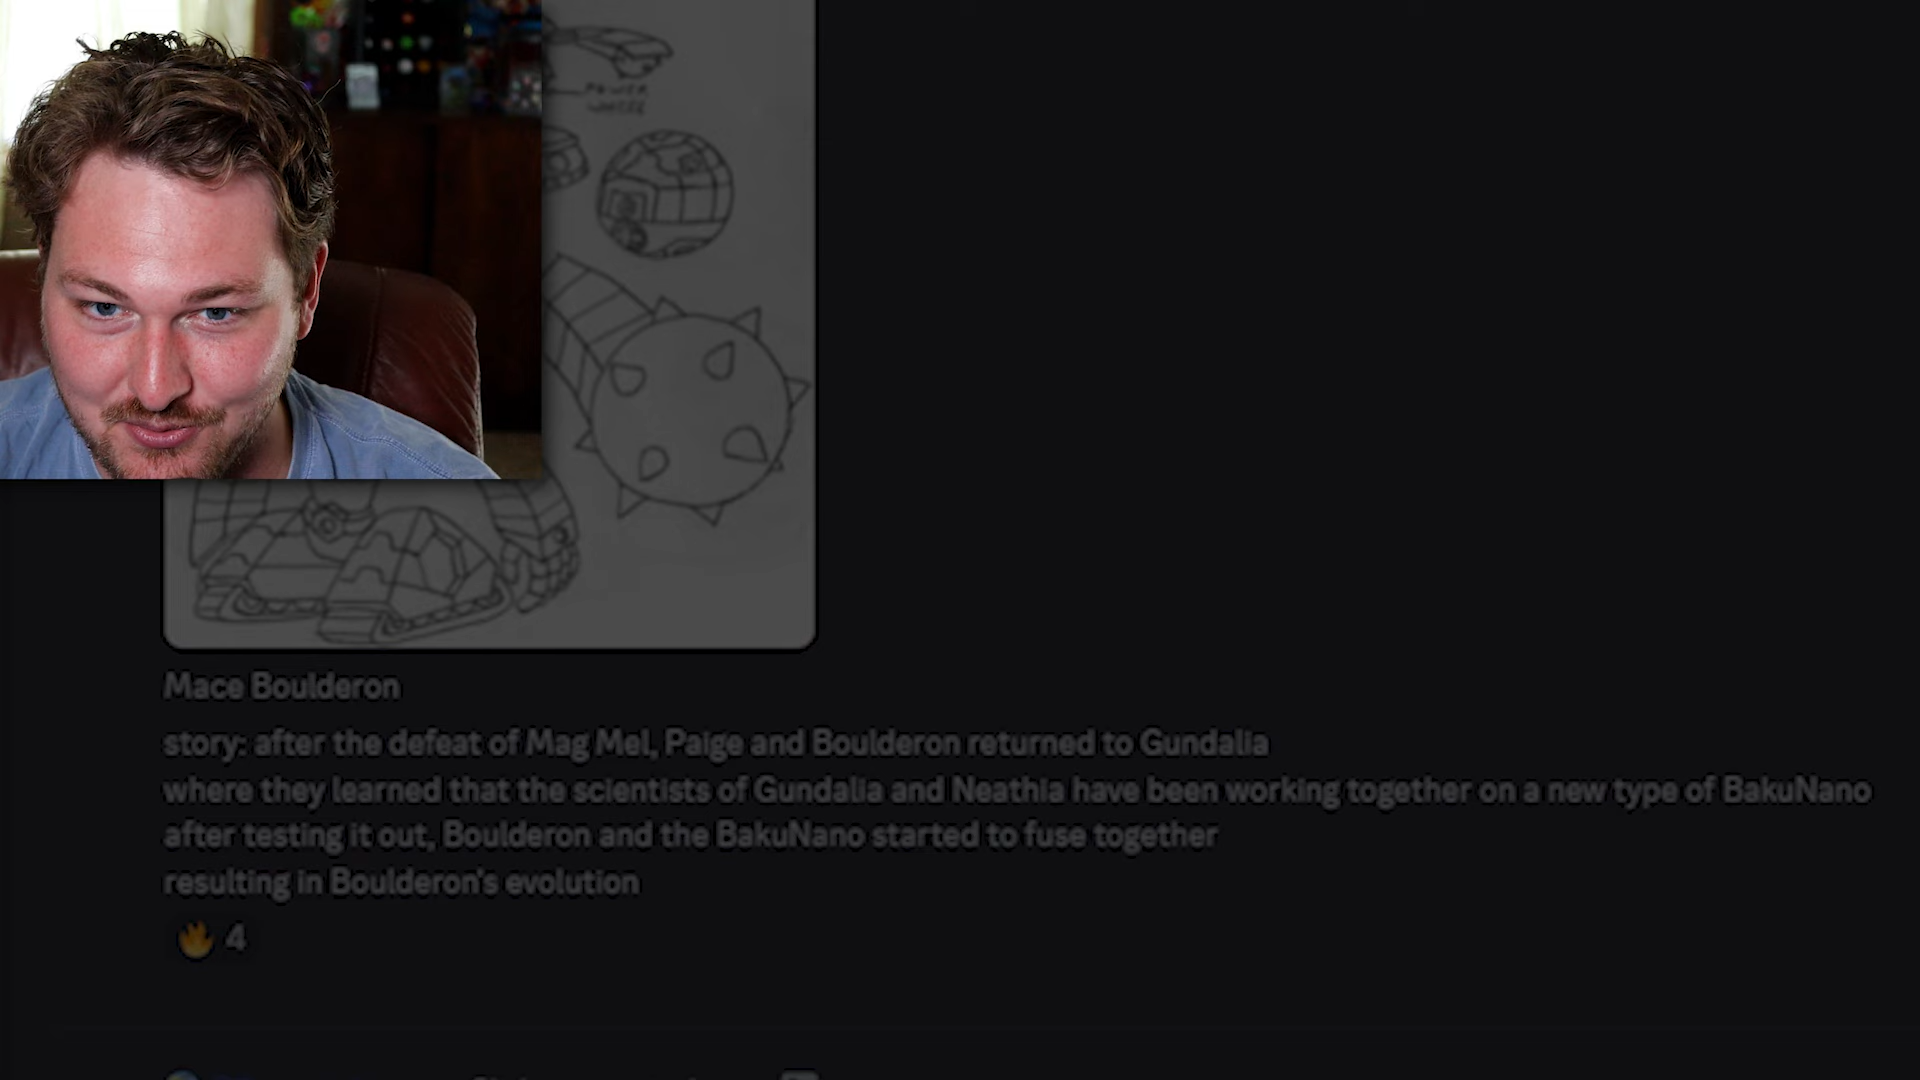 POWER
WHEEL
Mace Boulderon
story: after the defeat of Mag Mel, Paige and Boulderon returned to Gundalia
where they learned that the scientists of Gundalia and Neathia have been working together on a new type of BakuNano
after testing it out, Boulderon and the BakuNano started to fuse together
resulting in Boulderon's evolution
🔥 4